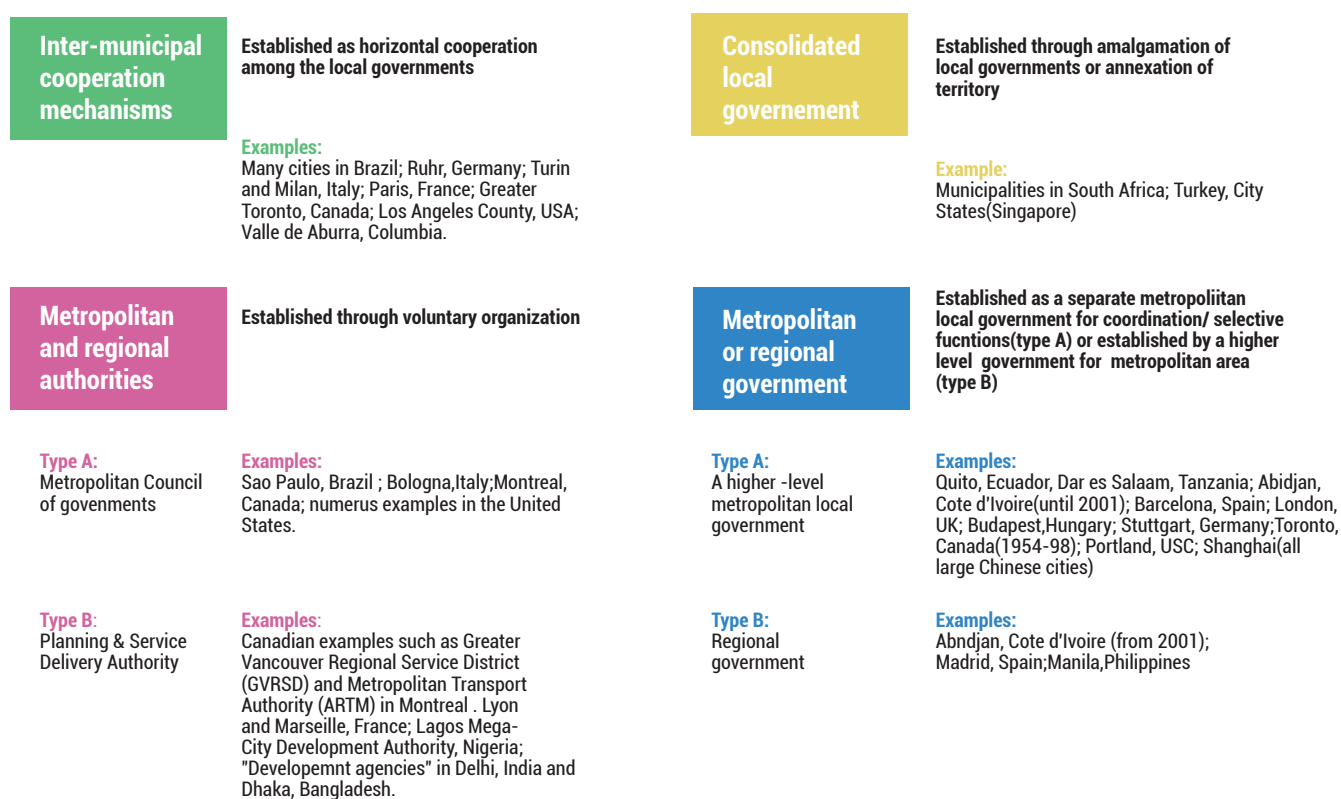 Inter-municipal
cooperation
mechanisms
Established as horizontal cooperation
among the local governments
Examples:
Many cities in Brazil; Ruhr, Germany; Turin
and Milan, Italy; Paris, France; Greater
Toronto, Canada; Los Angeles County, USA;
Valle de Aburra, Columbia.
Consolidated
local
governement
Established through amalgamation of
local governments or annexation of
territory
Example:
Municipalities in South Africa; Turkey, City
States(Singapore)
Metropolitan
and regional
authorities
Established through voluntary organization
Type A:
Metropolitan Council
of govenments
Examples:
Sao Paulo, Brazil ; Bologna,Italy;Montreal,
Canada; numerus examples in the United
States.
Type B:
Planning & Service
Delivery Authority
Examples:
Canadian examples such as Greater
Vancouver Regional Service District
(GVRSD) and Metropolitan Transport
Authority (ARTM) in Montreal . Lyon
and Marseille, France; Lagos Mega-
City Development Authority, Nigeria;
"Developemnt agencies" in Delhi, India and
Dhaka, Bangladesh.
Metropolitan
or regional
government
Established as a separate metropoliitan
local government for coordination/ selective
fucntions(type A) or established by a higher
level  government for  metropolitan area
(type B)
Type A:
A higher -level
metropolitan local
government
Examples:
Quito, Ecuador, Dar es Salaam, Tanzania; Abidjan,
Cote d'Ivoire(until 2001); Barcelona, Spain; London,
UK; Budapest,Hungary; Stuttgart, Germany;Toronto,
Canada(1954-98); Portland, USC; Shanghai(all
large Chinese cities)
Type B:
Regional
government
Examples:
Abndjan, Cote d'Ivoire (from 2001);
Madrid, Spain;Manila,Philippines